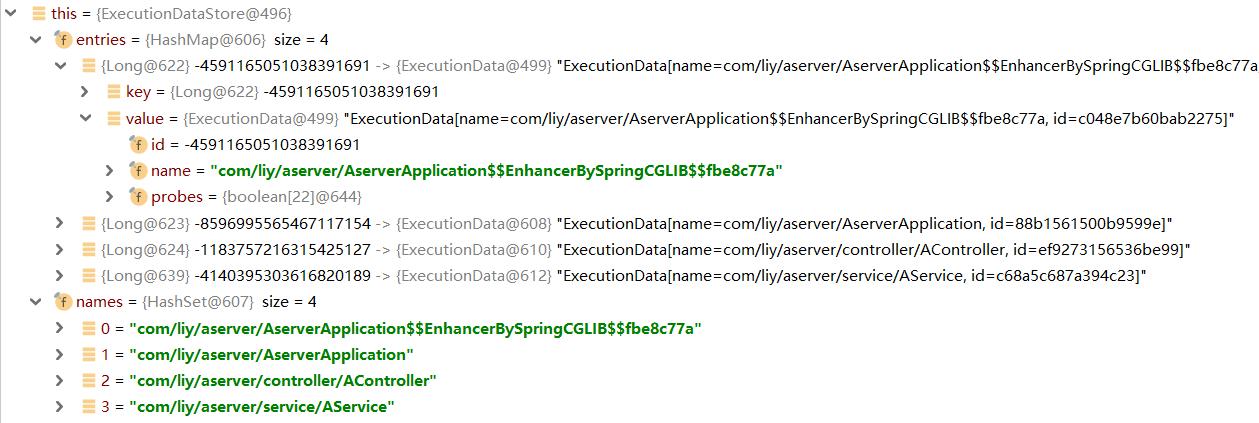 this = {ExecutionDataStore@496}
f entries = {HashMap@606} size = 4
{Long@622} -4591165051038391691 -> {ExecutionData@499} "ExecutionData[name=com/liy/aserver/AserverApplication$$EnhancerBySpringCGLIB$$fbe8c77a
key = {Long@622} -4591165051038391691
value = {ExecutionData@499} "ExecutionData[name=com/liy/aserver/AserverApplication$$EnhancerBySpringCGLIB$$fbe8c77a, id=c048e7b60bab2275]"
f id = -4591165051038391691
f name = "com/liy/aserver/AserverApplication$$EnhancerBySpringCGLIB$$fbe8c77a"
f probes = {boolean[22]@644}
{Long@623} -8596995565467117154 -> {ExecutionData@608} "ExecutionData[name=com/liy/aserver/AserverApplication, id=88b1561500b9599e]"
{Long@624} -1183757216315425127 -> {ExecutionData@610} "ExecutionData[name=com/liy/aserver/controller/AController, id=ef9273156536be99]"
{Long@639} -4140395303616820189 -> {ExecutionData@612} "ExecutionData[name=com/liy/aserver/service/AService, id=c68a5c687a394c23]"
f names = {HashSet@607} size = 4
0 = "com/liy/aserver/AserverApplication$$EnhancerBySpringCGLIB$$fbe8c77a"
1 = "com/liy/aserver/AserverApplication"
2 = "com/liy/aserver/controller/AController"
3 = "com/liy/aserver/service/AService"